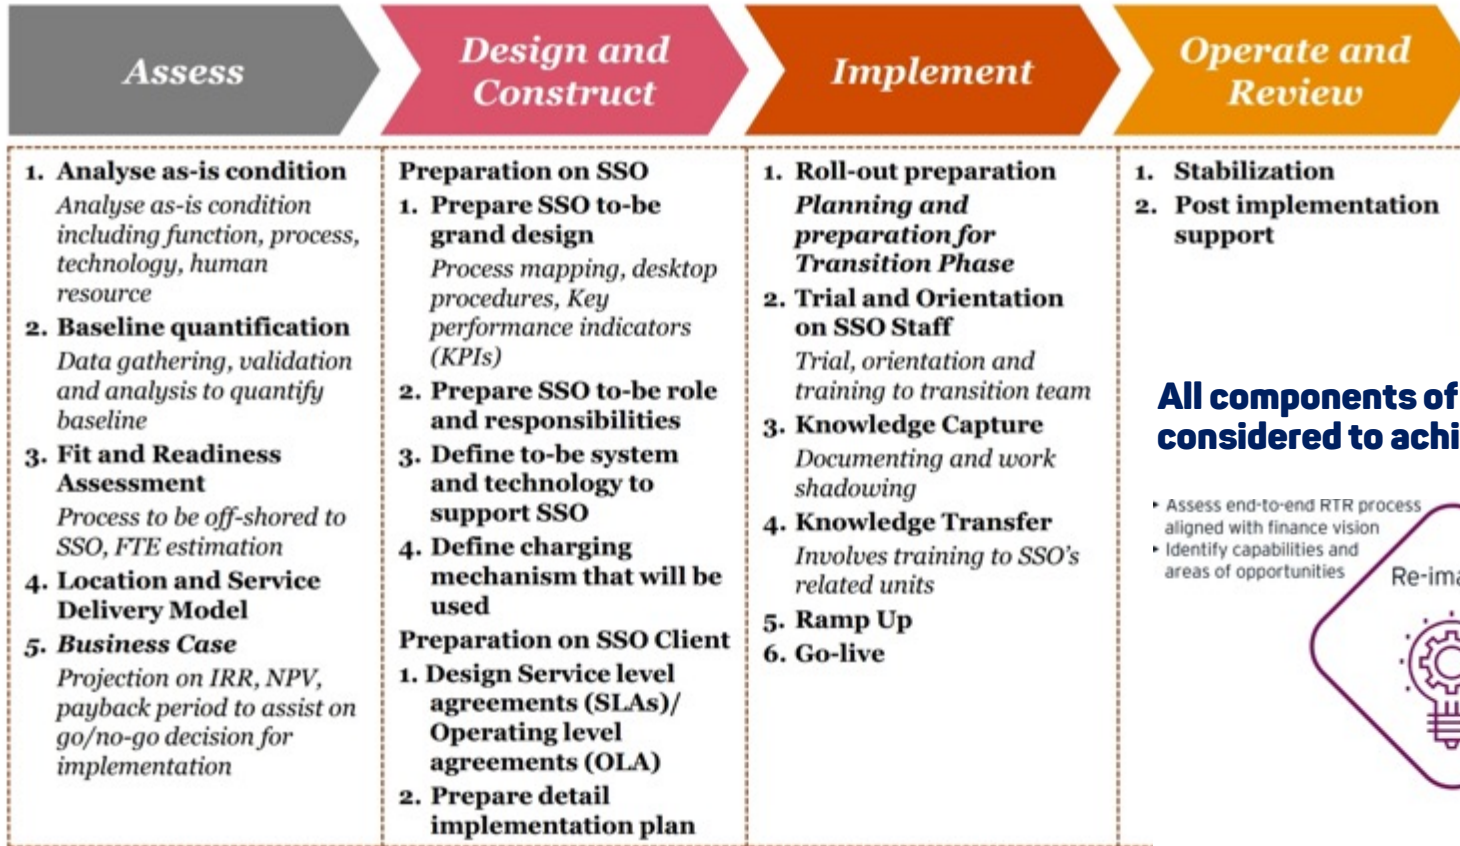 Assess
Design and
Construct
Implement
Operate and
Review
1. Analyse as-is condition
Analyse as-is condition
including function, process,
technology, human
resource
2. Baseline quantification
Data gathering, validation
and analysis to quantify
baseline
3. Fit and Readiness
Assessment
Process to be off-shored to
SSO, FTE estimation
4. Location and Service
Delivery Model
5. Business Case
Projection on IRR, NPV,
payback period to assist on
go/no-go decision for
implementation
Preparation on SSO
1. Prepare SSO to-be
grand design
Process mapping, desktop
procedures, Key
performance indicators
(KPIs)
2. Prepare SSO to-be role
and responsibilities
3. Define to-be system
and technology to
support SSO
4. Define charging
mechanism that will be
used
Preparation on SSO Client
1. Design Service level
agreements (SLAs)/
Operating level
agreements (OLA)
2. Prepare detail
implementation plan
1. Roll-out preparation
Planning and
preparation for
Transition Phase
2. Trial and Orientation
on SSO Staff
Trial, orientation and
training to transition team
3. Knowledge Capture
Documenting and work
shadowing
4. Knowledge Transfer
Involves training to SSO's
related units
5. Ramp Up
6. Go-live
1. Stabilization
2. Post implementation
support
All components of
considered to achi
Assess end-to-end RTR process
aligned with finance vision
Identify capabilities and
areas of opportunities
Re-ima